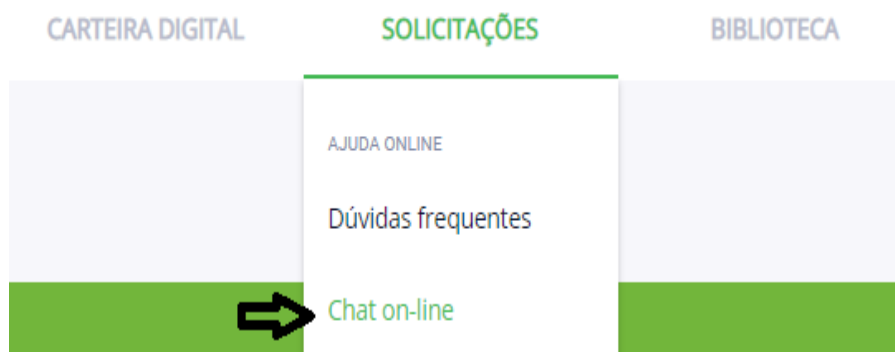 CARTEIRA DIGITAL SOLICITAÇÕES BIBLIOTECA
AJUDA ONLINE
Dúvidas frequentes
Chat on-line